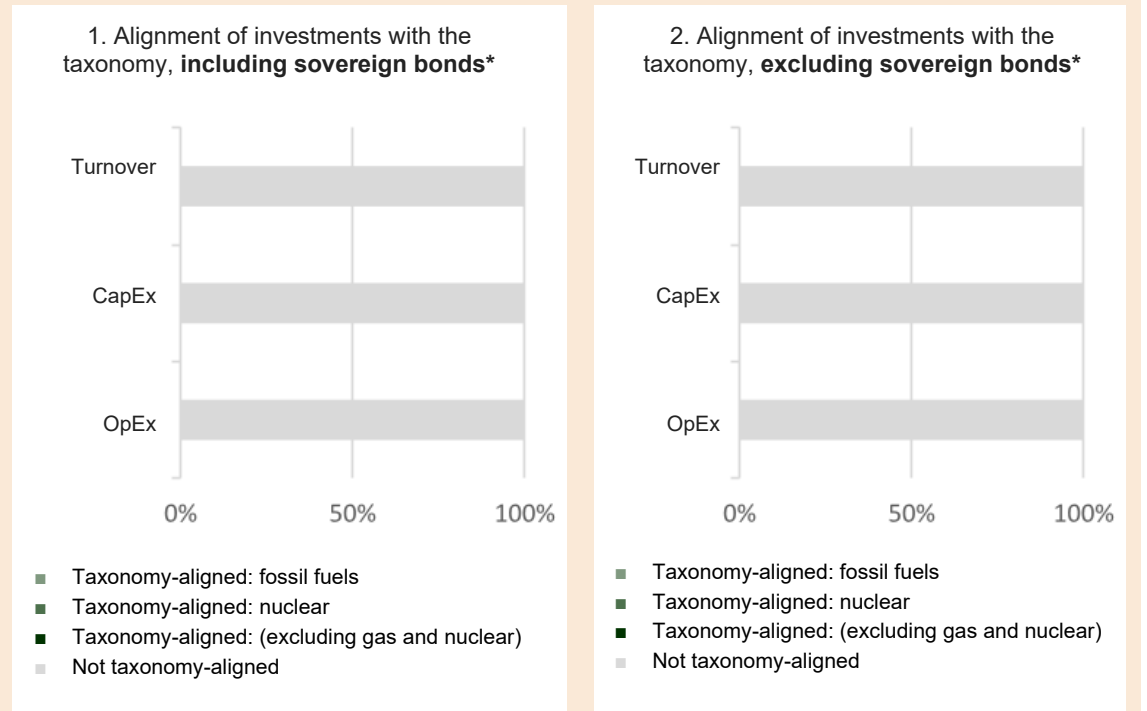 1. Alignment of investments with the
taxonomy, including sovereign bonds*
Turnover
CapEx
OpEx
0% 50% 100%
Taxonomy-aligned: fossil fuels
Taxonomy-aligned: nuclear
Taxonomy-aligned: (excluding gas and nuclear)
Not taxonomy-aligned
2. Alignment of investments with the
taxonomy, excluding sovereign bonds*
Turnover
CapEx
OpEx
0% 50% 100%
Taxonomy-aligned: fossil fuels
Taxonomy-aligned: nuclear
Taxonomy-aligned: (excluding gas and nuclear)
Not taxonomy-aligned